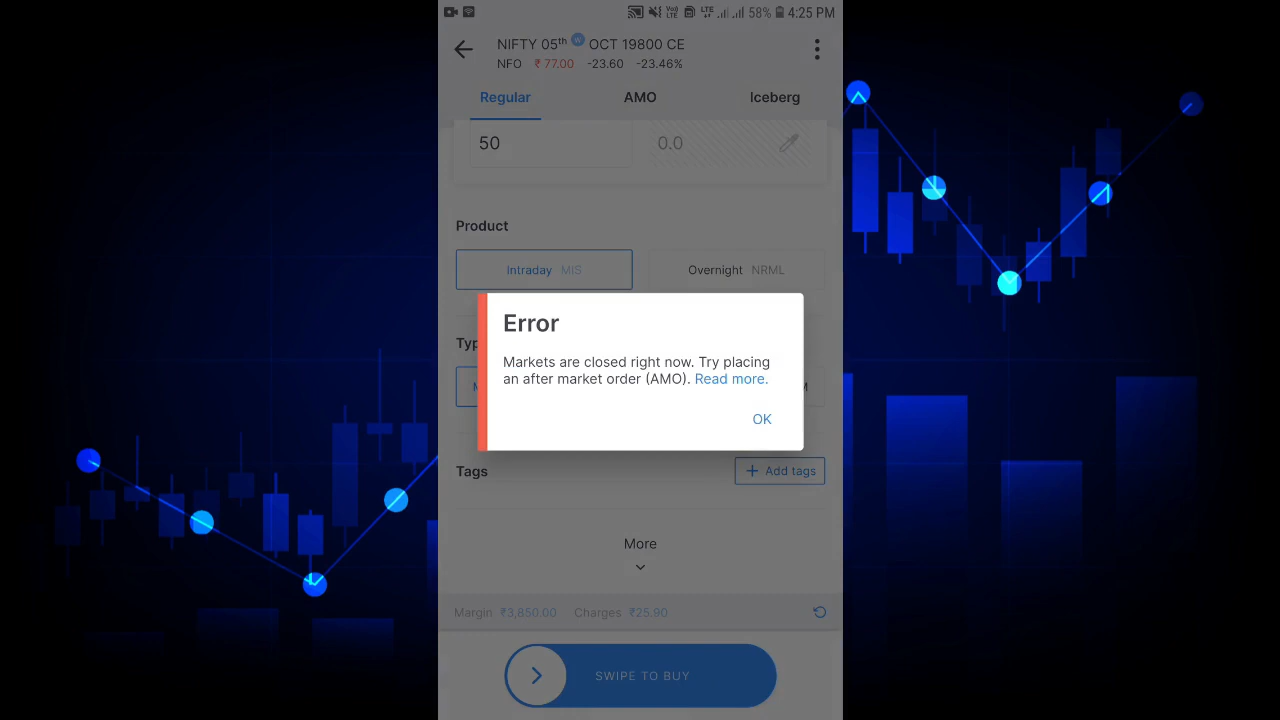 58% 4:25 PM
NIFTY 05th W OCT 19800 CE
NFO ₹ 77.00 -23.60 -23.46%
Regular AMO Iceberg
50 0.0
Product
Intraday MIS Overnight NRML
Error
Markets are closed right now. Try placing
an after market order (AMO). Read more.
OK
Typ
M M
Tags + Add tags
More
Margin ₹3,850.00 Charges ₹25.90
SWIPE TO BUY